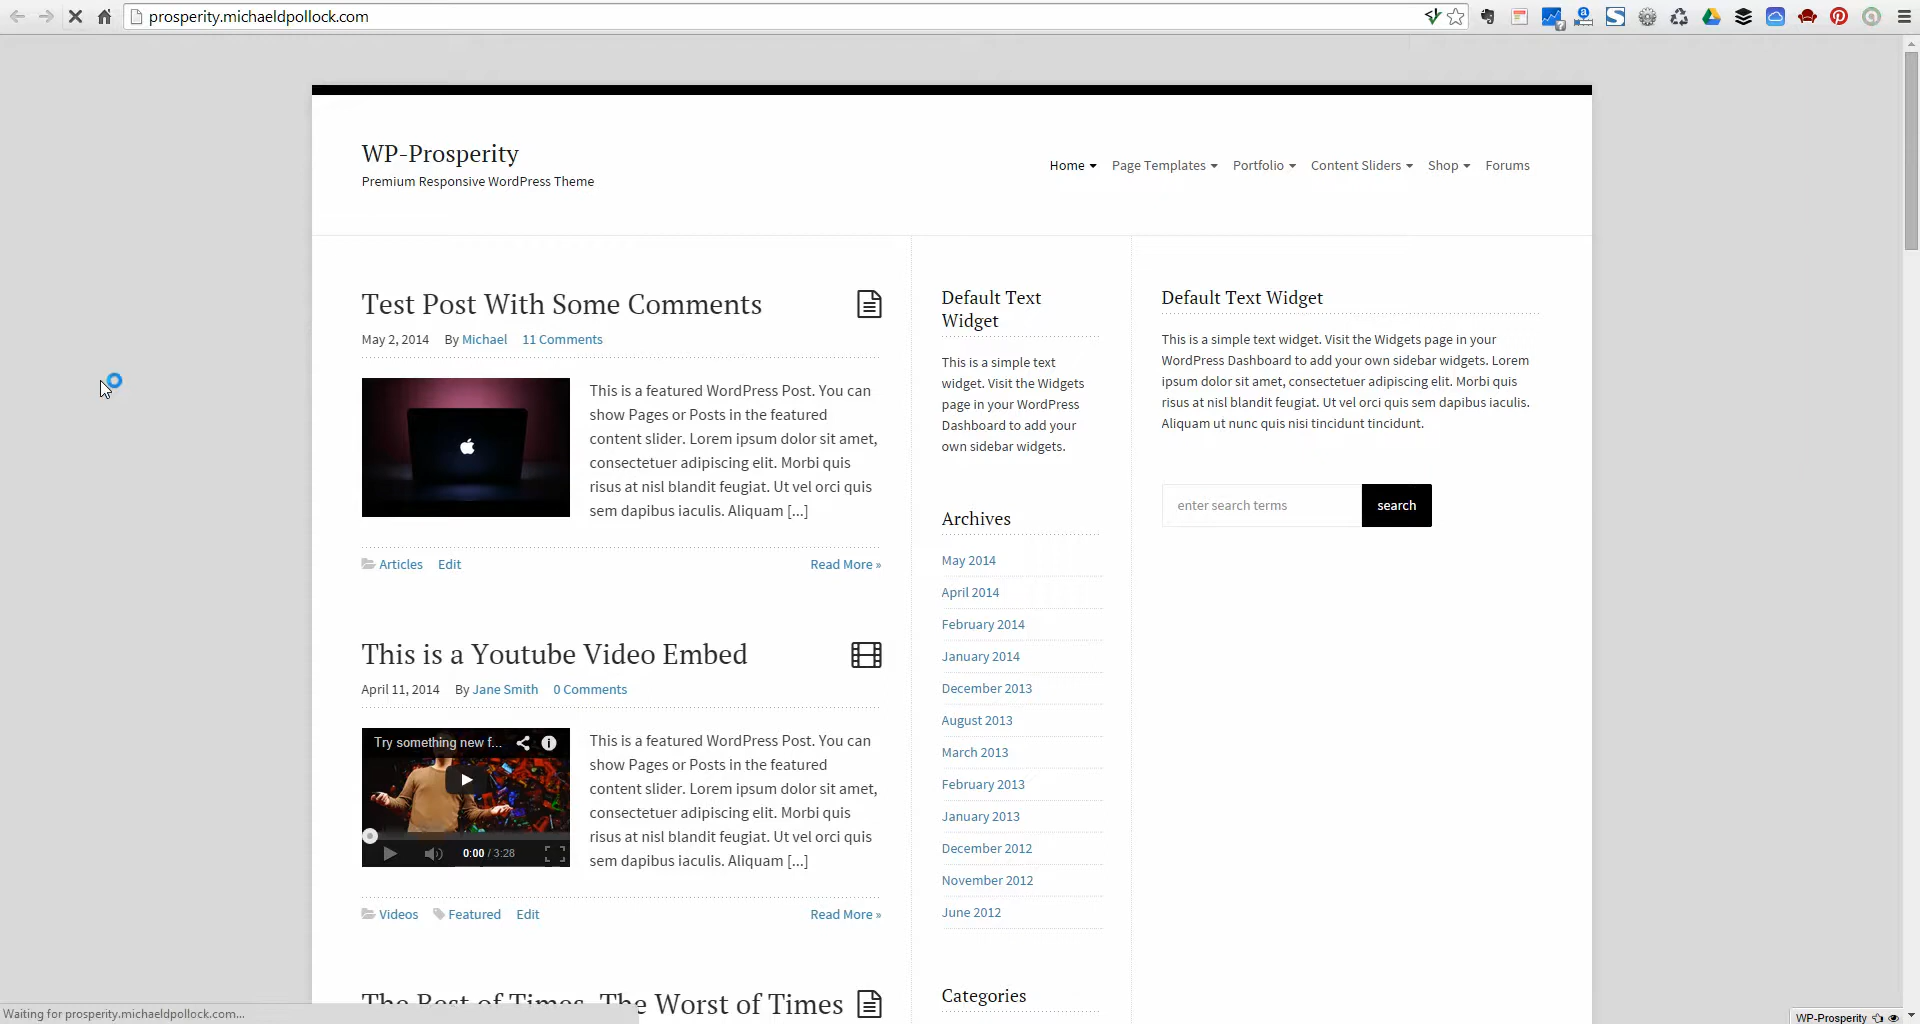 prosperity.michaeldpollock.com
WP-Prosperity
Premium Responsive WordPress Theme
Home Page Templates Portfolio Content Sliders Shop Forums
Test Post With Some Comments
May 2, 2014 By Michael 11 Comments
This is a featured WordPress Post. You can
show Pages or Posts in the featured
content slider. Lorem ipsum dolor sit amet,
consectetuer adipiscing elit. Morbi quis
risus at nisl blandit feugiat. Ut vel orci quis
sem dapibus iaculis. Aliquam [...]
Articles Edit Read More »
This is a Youtube Video Embed
April 11, 2014 By Jane Smith 0 Comments
Try something new f...
0:00 / 3:28
This is a featured WordPress Post. You can
show Pages or Posts in the featured
content slider. Lorem ipsum dolor sit amet,
consectetuer adipiscing elit. Morbi quis
risus at nisl blandit feugiat. Ut vel orci quis
sem dapibus iaculis. Aliquam [...]
Videos Featured Edit Read More »
The Best of Times, The Worst of Times
Default Text
Widget
This is a simple text
widget. Visit the Widgets
page in your WordPress
Dashboard to add your
own sidebar widgets.
Archives
May 2014
April 2014
February 2014
January 2014
December 2013
August 2013
March 2013
February 2013
January 2013
December 2012
November 2012
June 2012
Categories
Default Text Widget
This is a simple text widget. Visit the Widgets page in your
WordPress Dashboard to add your own sidebar widgets. Lorem
ipsum dolor sit amet, consectetuer adipiscing elit. Morbi quis
risus at nisl blandit feugiat. Ut vel orci quis sem dapibus iaculis.
Aliquam ut nunc quis nisi tincidunt tincidunt.
enter search terms search
Waiting for prosperity.michaeldpollock.com...
WP-Prosperity